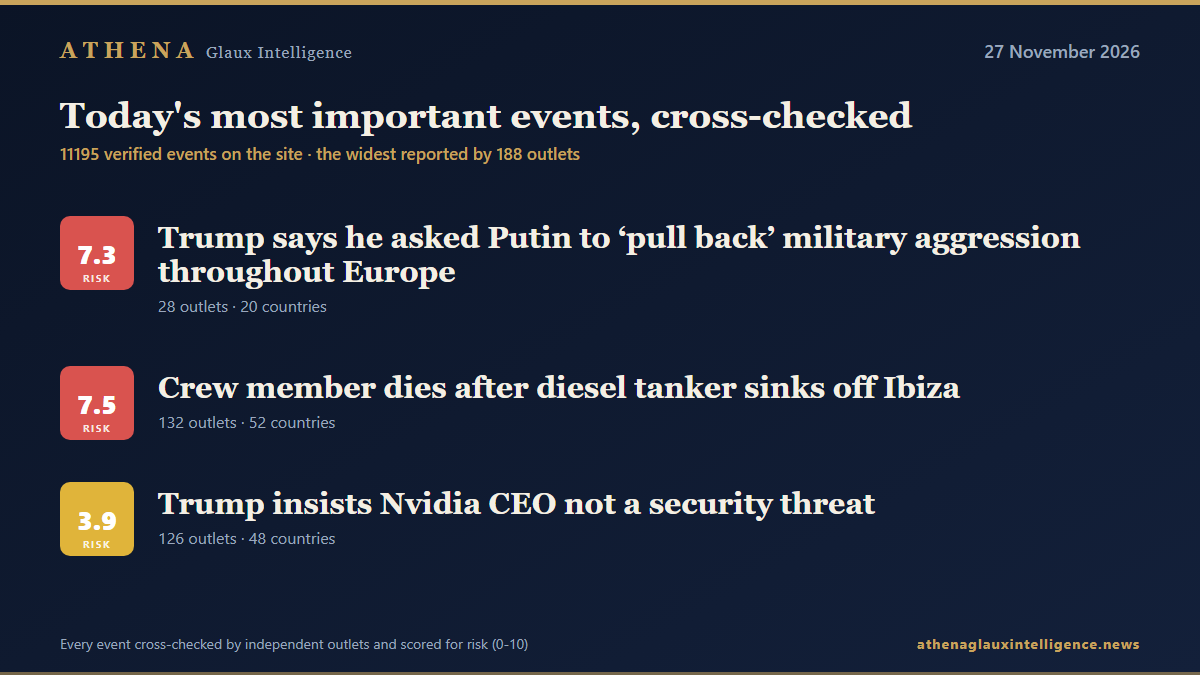 ATHENA Glaux Intelligence
27 November 2026
Today's most important events, cross-checked
11195 verified events on the site · the widest reported by 188 outlets
7.3
RISK
Trump says he asked Putin to ‘pull back’ military aggression
throughout Europe
28 outlets · 20 countries
7.5
RISK
Crew member dies after diesel tanker sinks off Ibiza
132 outlets · 52 countries
3.9
RISK
Trump insists Nvidia CEO not a security threat
126 outlets · 48 countries
Every event cross-checked by independent outlets and scored for risk (0-10)
athenaglauxintelligence.news